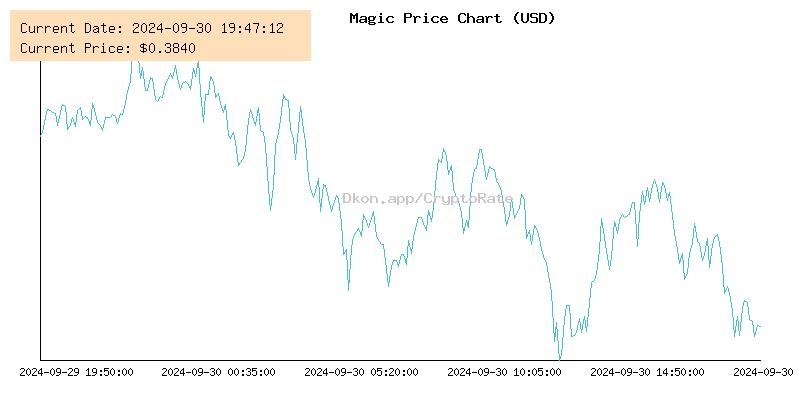 Magic Price Chart (USD)
Current Date: 2024-09-30 19:47:12
Current Price: $0.3840
Dkon.app/CryptoRate
2024-09-29 19:50:00 2024-09-30 00:35:00 2024-09-30 05:20:00 2024-09-30 10:05:00 2024-09-30 14:50:00 2024-09-30